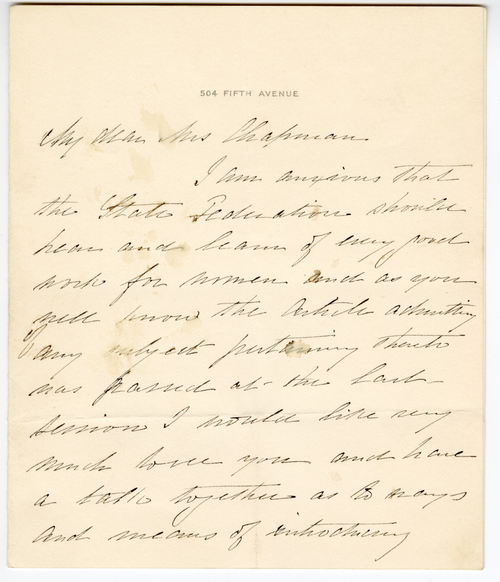 504 FIFTH AVENUE
My dear Mrs Chapman
I am anxious that
the State Federation should
hear and learn of every good
work for women and as you
well know the article admitting
any subject pertaining thereto
was passed at the last
session I would like very
much to see you and have
a talk together as to ways
and means of introducing